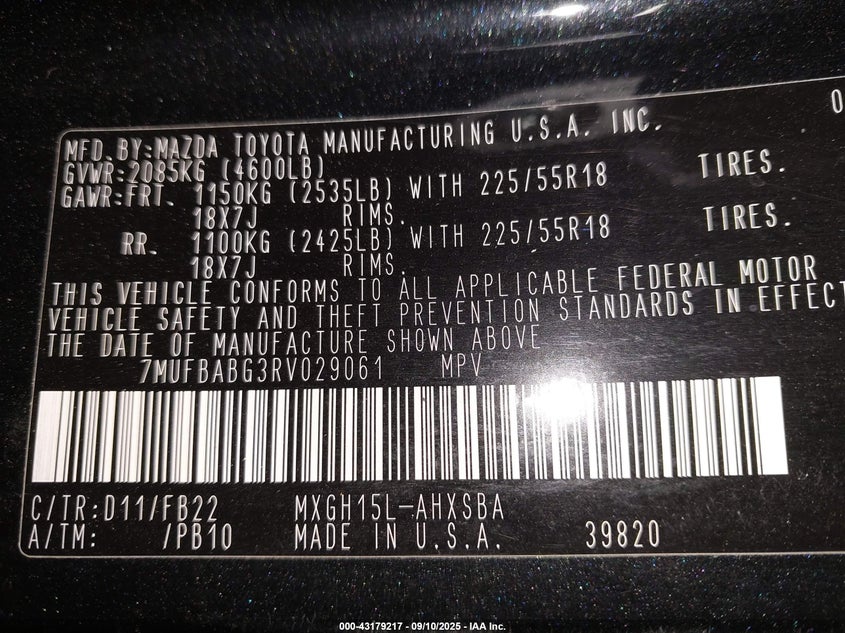 0
MFD.BY:MAZDA TOYOTA MANUFACTURING U.S.A. INC.
GVWR:2085KG (4600LB)
GAWR:FRT. 1150KG (2535LB) WITH 225/55R18 TIRES.
18X7J RIMS.
RR. 1100KG (2425LB) WITH 225/55R18 TIRES.
18X7J RIMS.
THIS VEHICLE CONFORMS TO ALL APPLICABLE FEDERAL MOTOR
VEHICLE SAFETY AND THEFT PREVENTION STANDARDS IN EFFECT
THE DATE OF MANUFACTURE SHOWN ABOVE
7MUFBABG3RV029061 MPV
C/TR:D11/FB22 MXGH15L-AHXSBA
A/TM: /PB10 MADE IN U.S.A. 39820
000-43179217 - 09/10/2025 - IAA Inc.